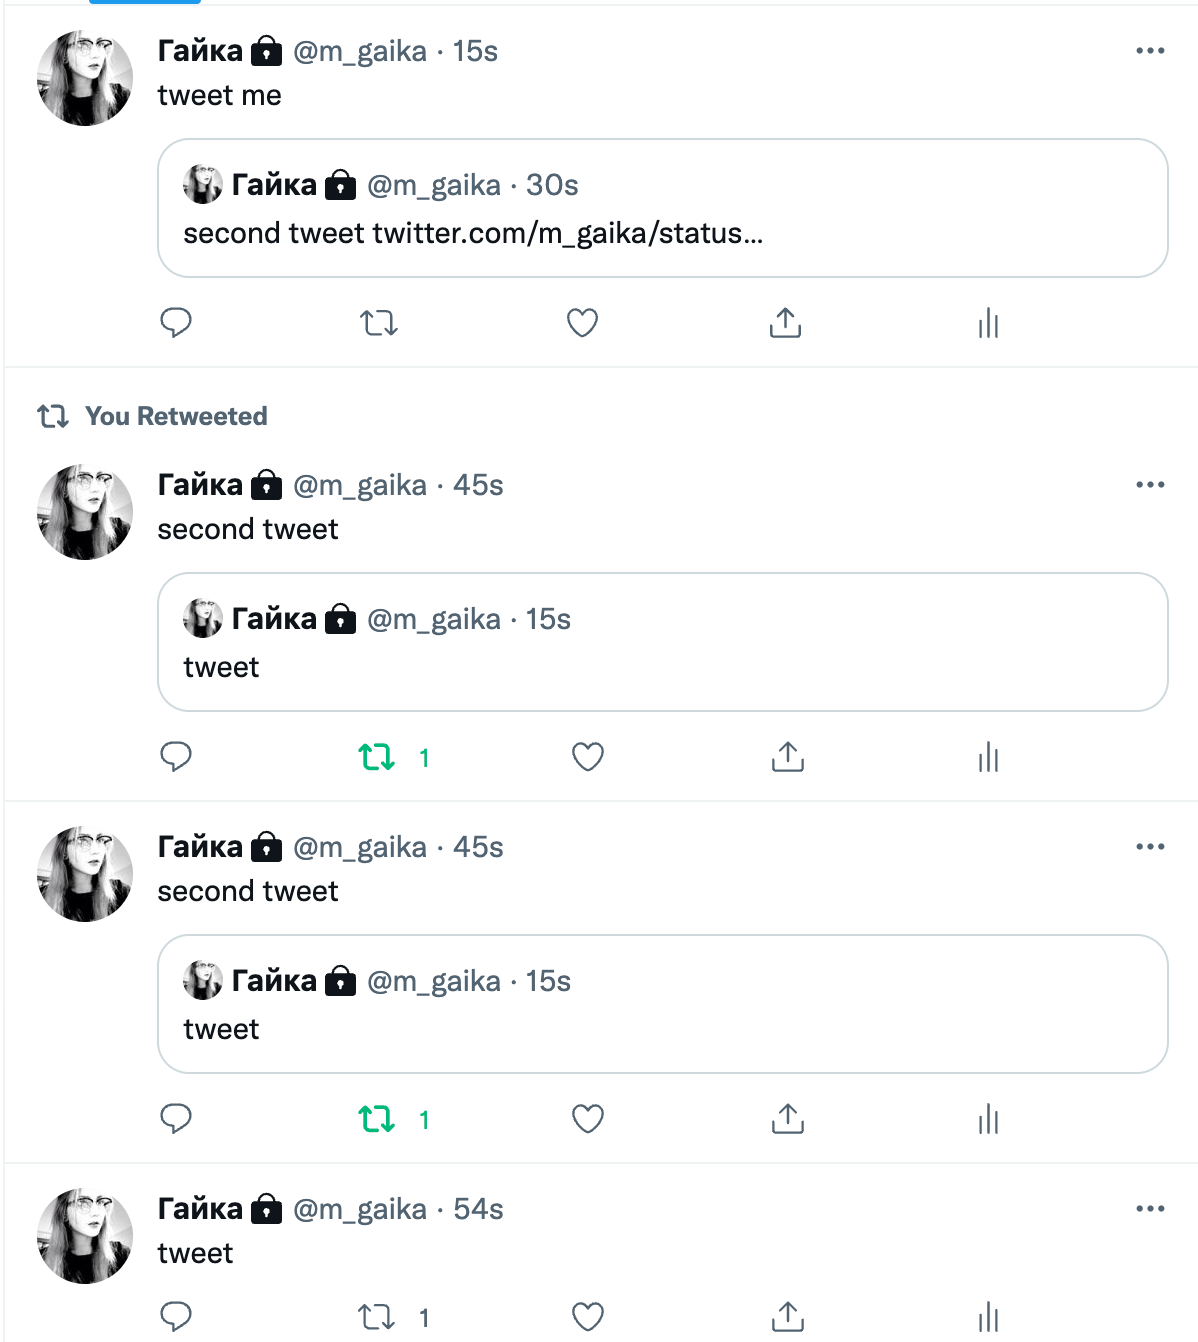 Гайка @m_gaika · 15s
tweet me
Гайка @m_gaika · 30s
second tweet twitter.com/m_gaika/status...
You Retweeted
Гайка @m_gaika · 45s
second tweet
Гайка @m_gaika · 15s
tweet
1
Гайка @m_gaika · 45s
second tweet
Гайка @m_gaika · 15s
tweet
1
Гайка @m_gaika · 54s
tweet
1